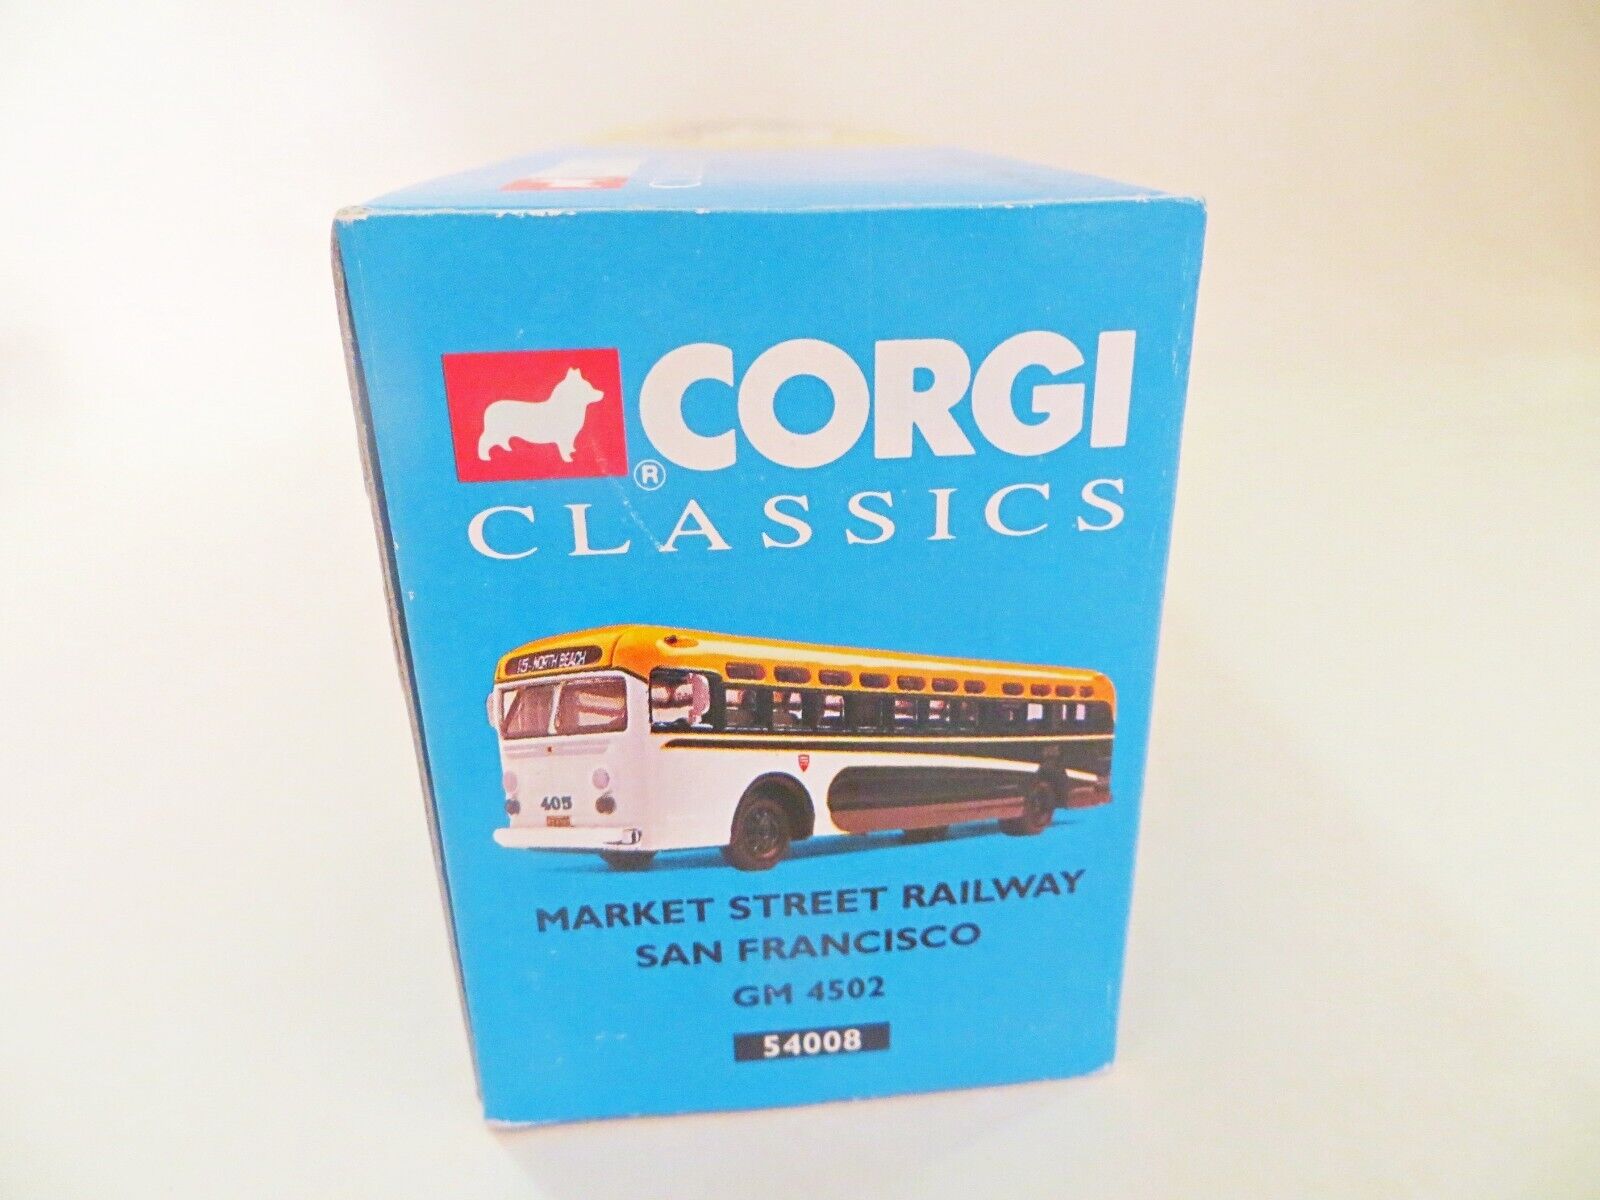 CORGI
®
CLASSICS
15-NORTH BEACH
405
MARKET STREET RAILWAY
SAN FRANCISCO
GM 4502
54008